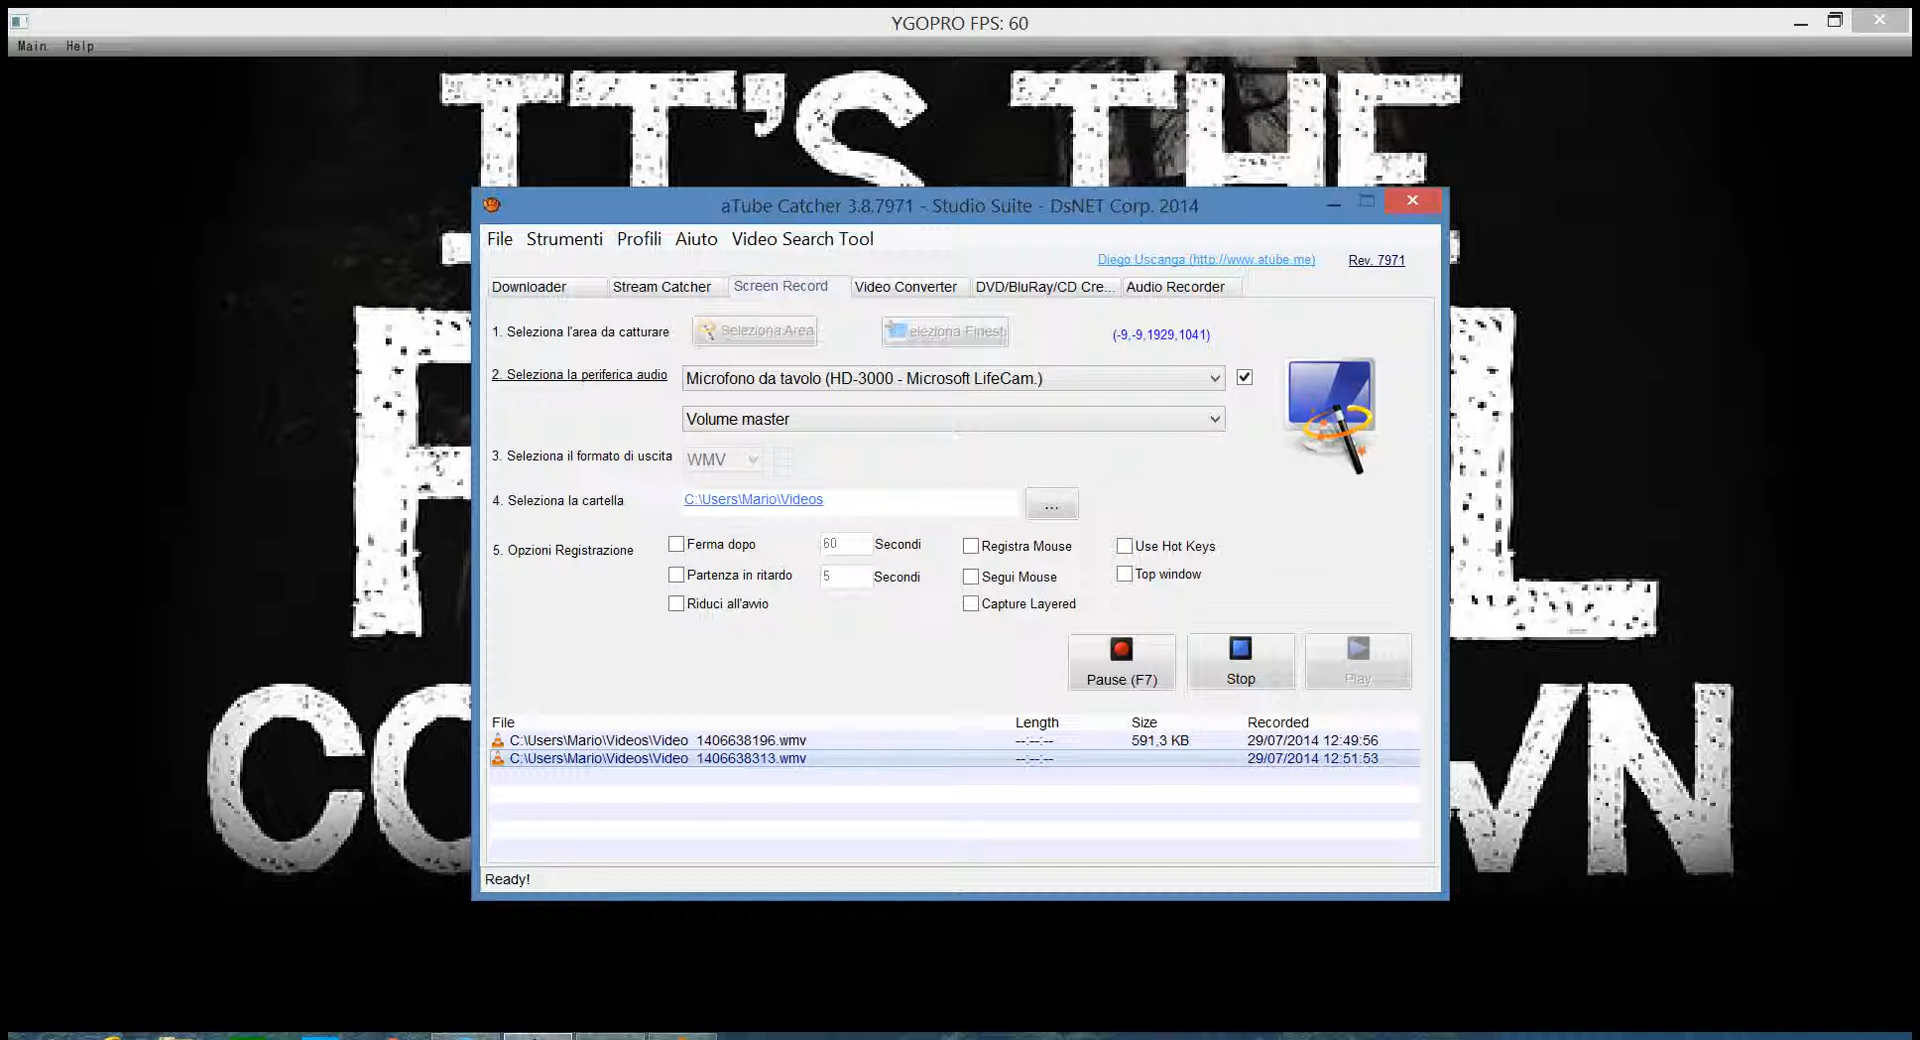 YGOPRO FPS: 60
Main Help
IT'S THE
aTube Catcher 3.8.7971 - Studio Suite - DsNET Corp. 2014
File Strumenti Profili Aiuto Video Search Tool
Diego Uscanga (http://www.atube.me) Rev. 7971
Downloader Stream Catcher Screen Record Video Converter DVD/BluRay/CD Cre... Audio Recorder
1. Seleziona l'area da catturare Seleziona Area eleziona Finest (-9,-9,1929,1041)
2. Seleziona la periferica audio Microfono da tavolo (HD-3000 - Microsoft LifeCam.)
Volume master
3. Seleziona il formato di uscita WMV
4. Seleziona la cartella C:\Users\Mario\Videos ...
5. Opzioni Registrazione Ferma dopo 60 Secondi Registra Mouse Use Hot Keys
Partenza in ritardo 5 Secondi Segui Mouse Top window
Riduci all'avvio Capture Layered
Pause (F7) Stop Play
File Length Size Recorded
C:\Users\Mario\Videos\Video 1406638196.wmv --:--:-- 591,3 KB 29/07/2014 12:49:56
C:\Users\Mario\Videos\Video 1406638313.wmv --:--:-- 29/07/2014 12:51:53
Ready!